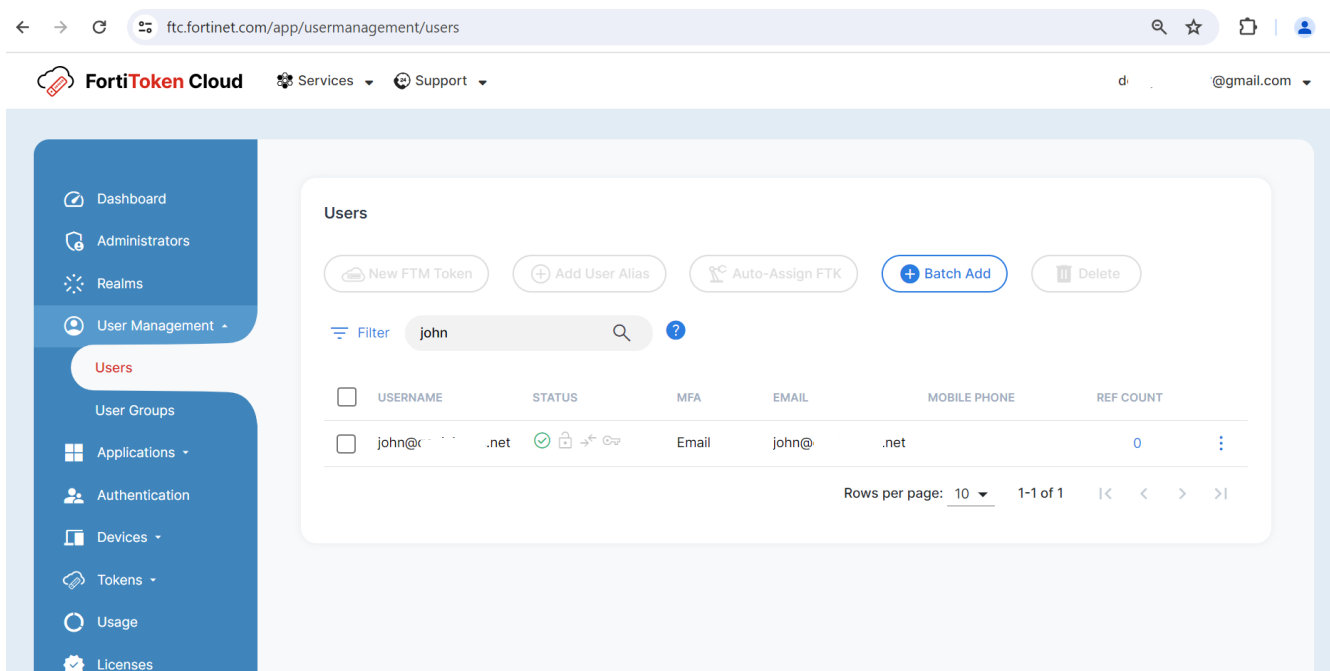 ftc.fortinet.com/app/usermanagement/users
FortiToken Cloud Services Support @gmail.com
Dashboard
Administrators
Realms
User Management
Users
User Groups
Applications
Authentication
Devices
Tokens
Usage
Licenses
Users
New FTM Token Add User Alias Auto-Assign FTK Batch Add Delete
Filter john ?
USERNAME STATUS MFA EMAIL MOBILE PHONE REF COUNT
john@ .net Email john@ .net 0
Rows per page: 10 1-1 of 1